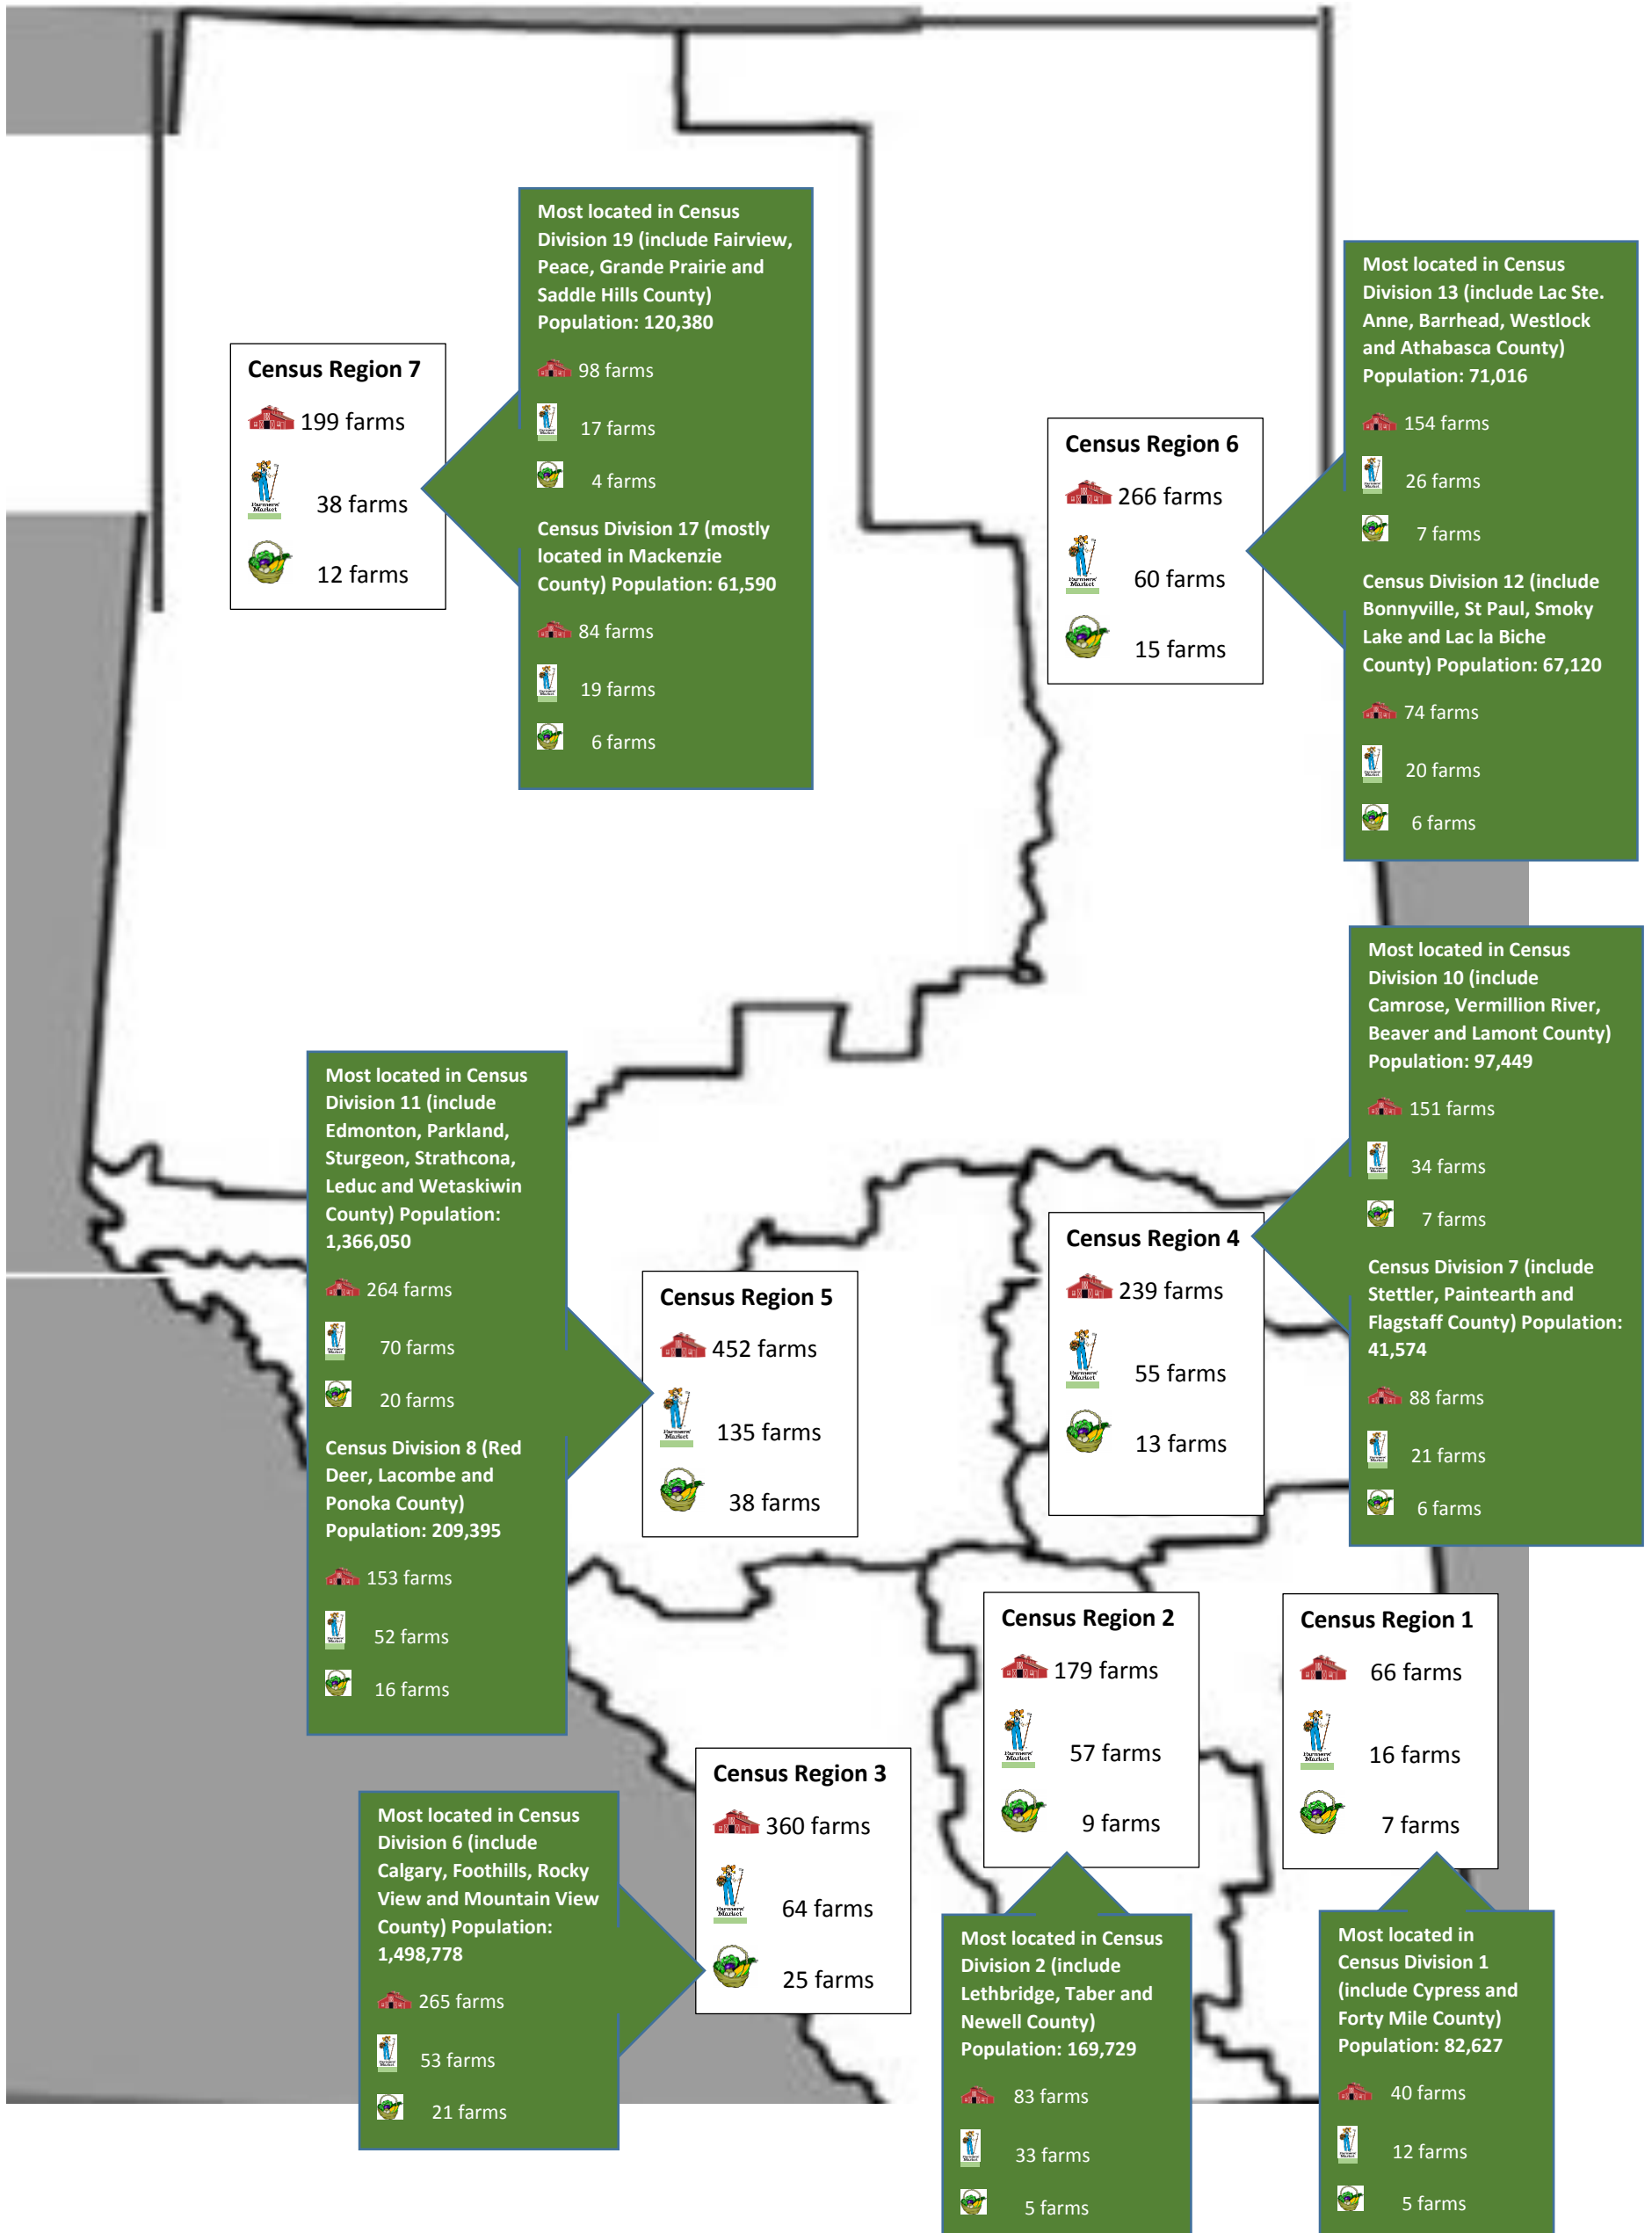 Most located in Census
Division 19 (include Fairview,
Peace, Grande Prairie and
Saddle Hills County)
Population: 120,380
98 farms
17 farms
4 farms
Census Division 17 (mostly
located in Mackenzie
County) Population: 61,590
84 farms
19 farms
6 farms
Census Region 7
199 farms
Farmers'
Market
38 farms
12 farms
Most located in Census
Division 13 (include Lac Ste.
Anne, Barrhead, Westlock
and Athabasca County)
Population: 71,016
154 farms
26 farms
7 farms
Census Division 12 (include
Bonnyville, St Paul, Smoky
Lake and Lac la Biche
County) Population: 67,120
74 farms
20 farms
6 farms
Census Region 6
266 farms
Farmers'
Market
60 farms
15 farms
Most located in Census
Division 10 (include
Camrose, Vermillion River,
Beaver and Lamont County)
Population: 97,449
151 farms
34 farms
7 farms
Census Division 7 (include
Stettler, Paintearth and
Flagstaff County) Population:
41,574
88 farms
21 farms
6 farms
Census Region 4
239 farms
Farmers'
Market
55 farms
13 farms
Most located in Census
Division 11 (include
Edmonton, Parkland,
Sturgeon, Strathcona,
Leduc and Wetaskiwin
County) Population:
1,366,050
264 farms
70 farms
20 farms
Census Division 8 (Red
Deer, Lacombe and
Ponoka County)
Population: 209,395
153 farms
52 farms
16 farms
Census Region 5
452 farms
Farmers'
Market
135 farms
38 farms
Census Region 2
179 farms
Farmers'
Market
57 farms
9 farms
Census Region 1
66 farms
Farmers'
Market
16 farms
7 farms
Census Region 3
360 farms
Farmers'
Market
64 farms
25 farms
Most located in Census
Division 6 (include
Calgary, Foothills, Rocky
View and Mountain View
County) Population:
1,498,778
265 farms
53 farms
21 farms
Most located in Census
Division 2 (include
Lethbridge, Taber and
Newell County)
Population: 169,729
83 farms
33 farms
5 farms
Most located in
Census Division 1
(include Cypress and
Forty Mile County)
Population: 82,627
40 farms
12 farms
5 farms